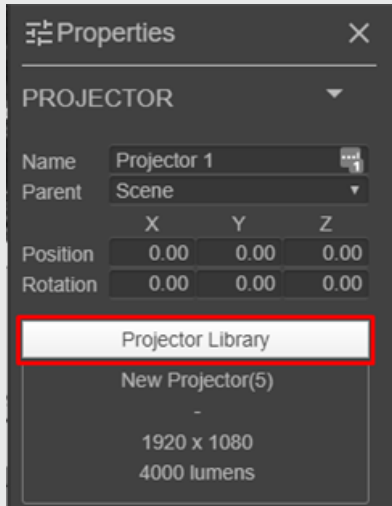 Properties
PROJECTOR
Name Projector 1
Parent Scene
X Y Z
Position 0.00 0.00 0.00
Rotation 0.00 0.00 0.00
Projector Library
New Projector(5)
-
1920 x 1080
4000 lumens